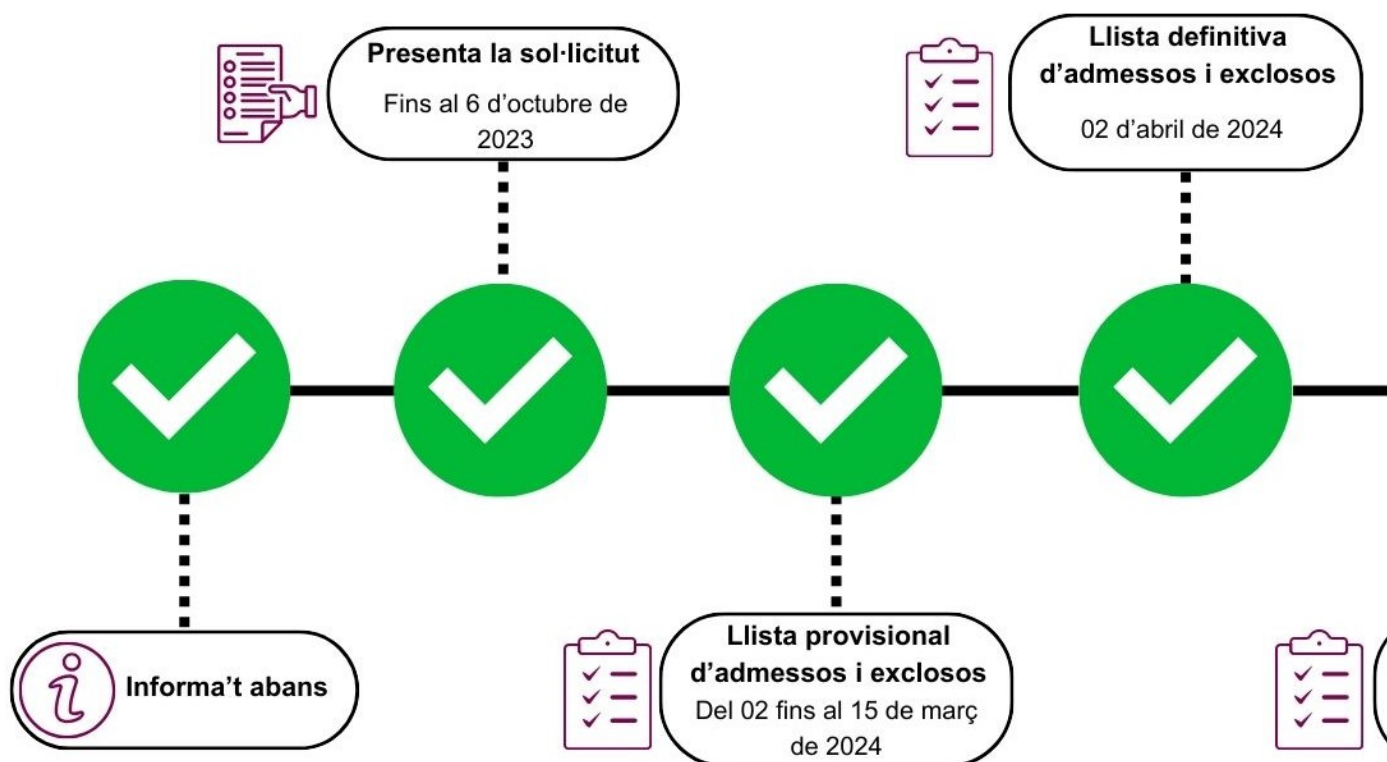 Presenta la sol·licitut
Fins al 6 d'octubre de
2023
Llista definitiva
d'admessos i exclosos
02 d'abril de 2024
Informa't abans
Llista provisional
d'admessos i exclosos
Del 02 fins al 15 de març
de 2024